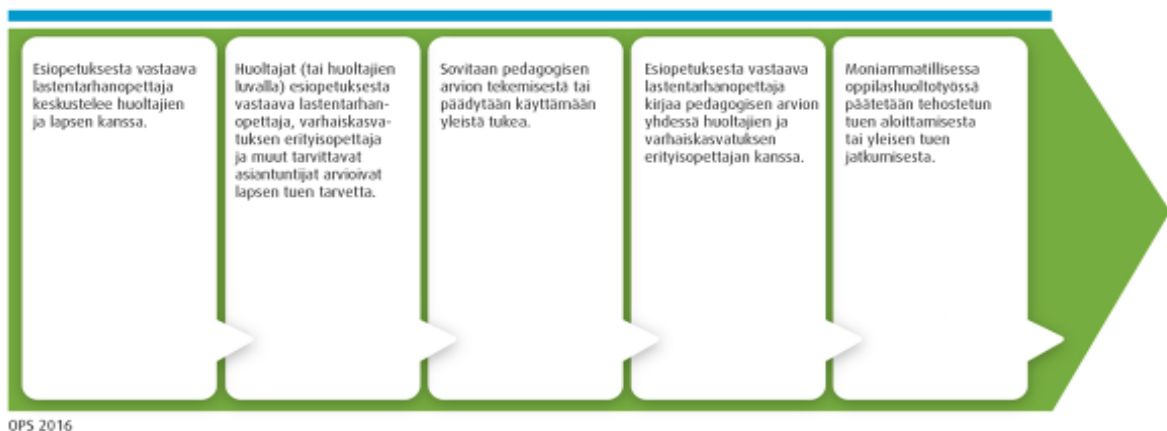 Esiopetuksesta vastaava
lastentarhanopettaja
keskustelee huoltajien
ja lapsen kanssa.
Huoltajat (tai huoltajien
luvalla) esiopetuksesta
vastaava lastentarhan-
opettaja, varhaiskasva-
tuksen erityisopettaja
ja muut tarvittavat
asiantuntijat arvioivat
lapsen tuen tarvetta.
Sovitaan pedagogisen
arvion tekemisestä tai
päädytään käyttämään
yleistä tukea.
Esiopetuksesta vastaava
lastentarhanopettaja
kirjaa pedagogisen arvion
yhdessä huoltajien ja
varhaiskasvatuksen
erityisopettajan kanssa.
Moniammatillisessa
oppilashuoltotyössä
päätetään tehostetun
tuen aloittamisesta
tai yleisen tuen
jatkumisesta.
OPS 2016